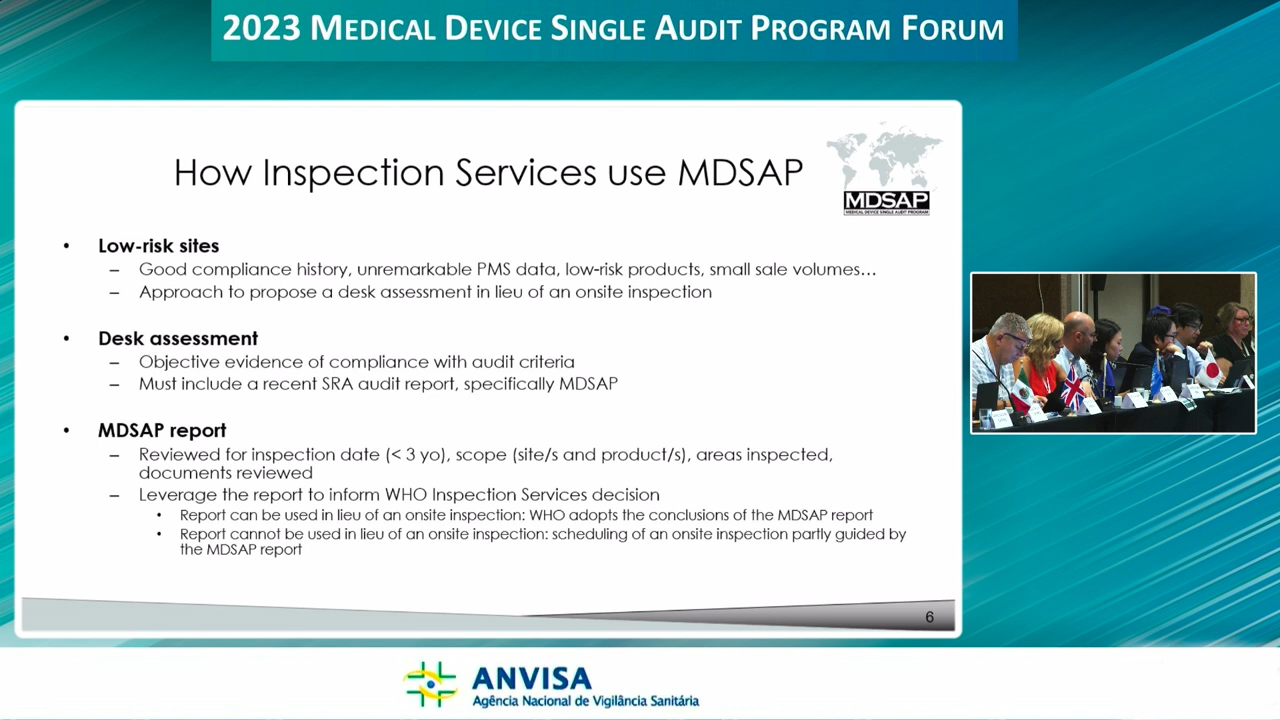 2023 MEDICAL DEVICE SINGLE AUDIT PROGRAM FORUM
How Inspection Services use MDSAP
MDSAP
MEDICAL DEVICE SINGLE AUDIT PROGRAM
• Low-risk sites
– Good compliance history, unremarkable PMS data, low-risk products, small sale volumes…
– Approach to propose a desk assessment in lieu of an onsite inspection
• Desk assessment
– Objective evidence of compliance with audit criteria
– Must include a recent SRA audit report, specifically MDSAP
• MDSAP report
– Reviewed for inspection date (< 3 yo), scope (site/s and product/s), areas inspected,
documents reviewed
– Leverage the report to inform WHO Inspection Services decision
• Report can be used in lieu of an onsite inspection: WHO adopts the conclusions of the MDSAP report
• Report cannot be used in lieu of an onsite inspection: scheduling of an onsite inspection partly guided by
the MDSAP report
6
ANVISA
Agência Nacional de Vigilância Sanitária